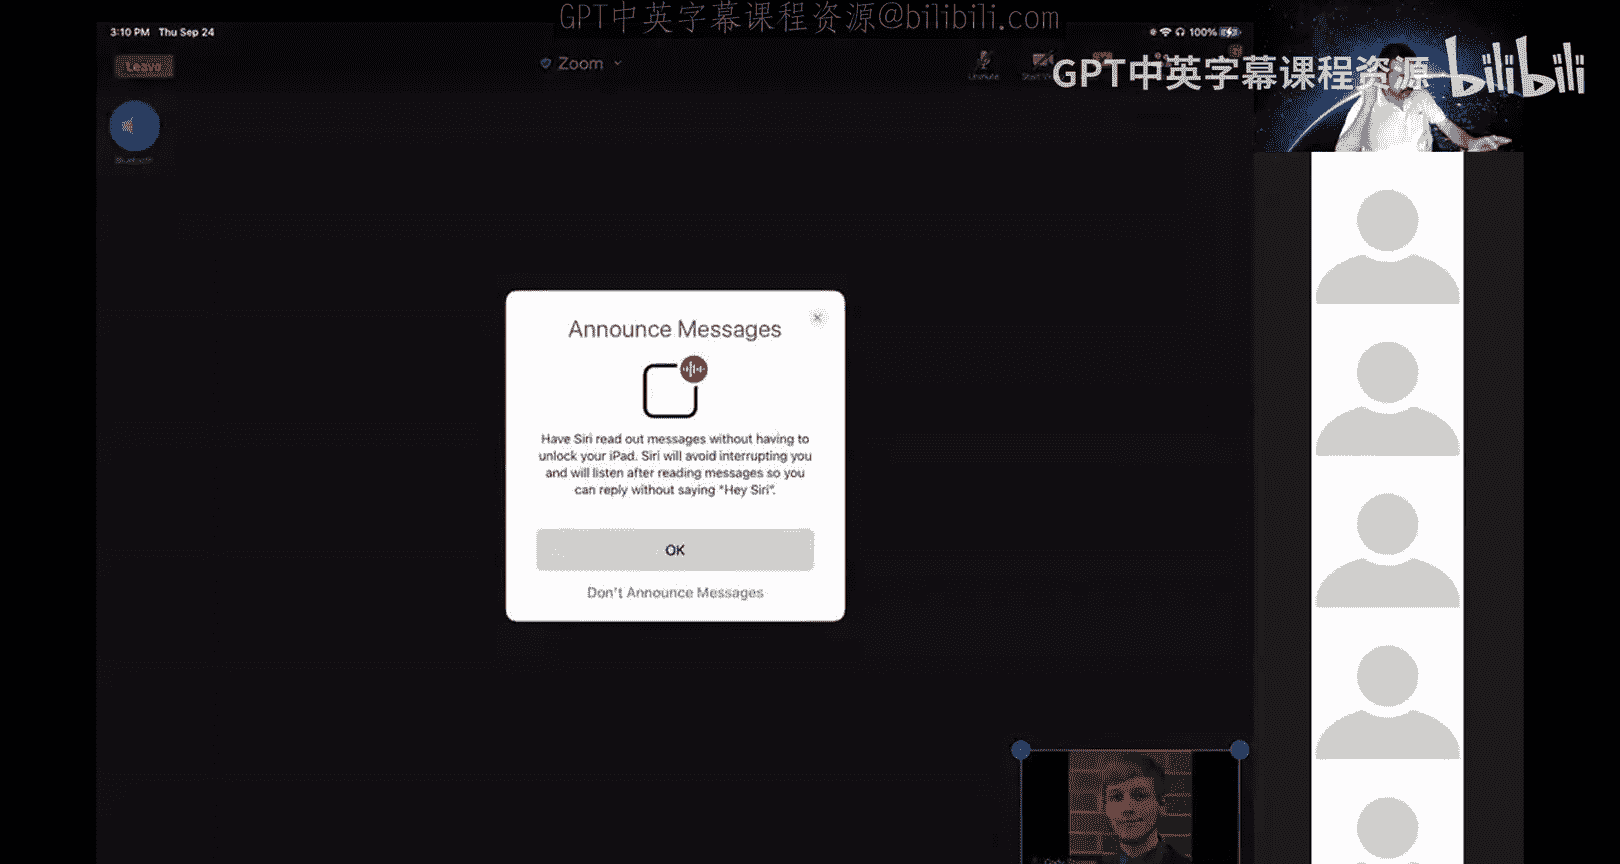 GPT中英字幕课程资源@bilibili.com
3:10 PM Thu Sep 24
100%
Leave
Zoom
Unmute
GPT中英字幕课程资源 bilibili
Bluetooth
Announce Messages
Have Siri read out messages without having to
unlock your iPad. Siri will avoid interrupting you
and will listen after reading messages so you
can reply without saying "Hey Siri".
OK
Don't Announce Messages